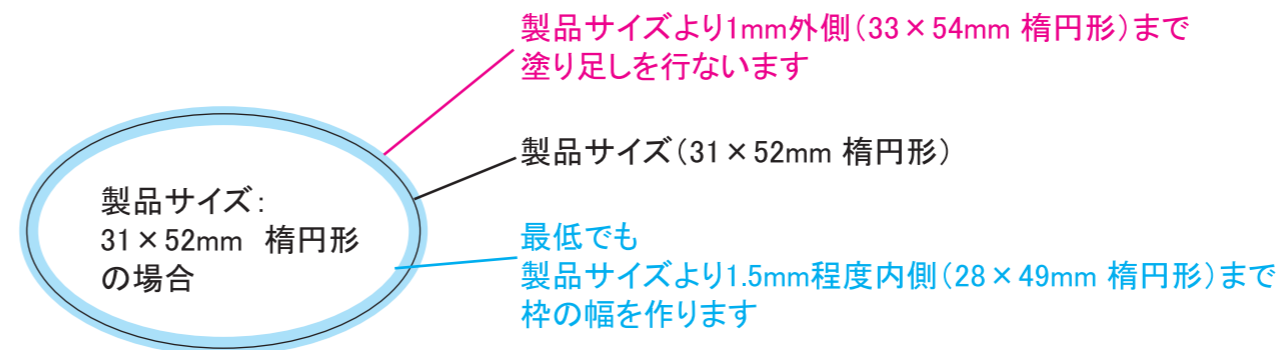 製品サイズより1mm外側（33×54mm 楕円形）まで
塗り足しを行ないます
製品サイズ（31×52mm 楕円形）
製品サイズ：
31×52mm　楕円形
の場合
最低でも
製品サイズより1.5mm程度内側（28×49mm 楕円形）まで
枠の幅を作ります